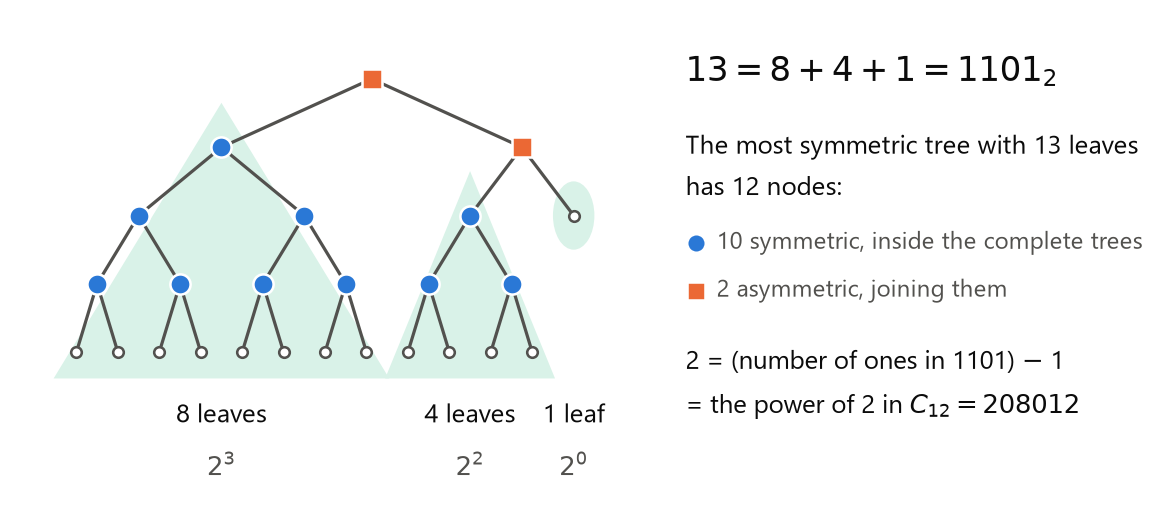 13 = 8 + 4 + 1 = 1101₂
The most symmetric tree with 13 leaves
has 12 nodes:
10 symmetric, inside the complete trees
2 asymmetric, joining them
2 = (number of ones in 1101) − 1
= the power of 2 in C₁₂ = 208012
8 leaves 4 leaves 1 leaf
2³ 2² 2⁰